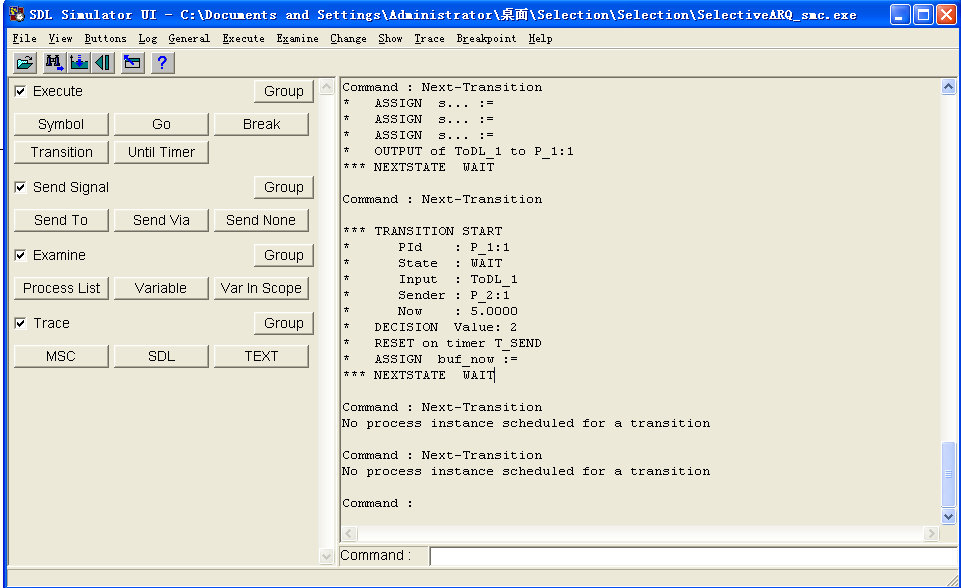 SDL Simulator UI - C:\Documents and Settings\Administrator\桌面\Selection\Selection\SelectiveARQ_smc.exe
File View Buttons Log General Execute Examine Change Show Trace Breakpoint Help
Execute
Group
Symbol Go Break
Transition Until Timer
Send Signal
Group
Send To Send Via Send None
Examine
Group
Process List Variable Var In Scope
Trace
Group
MSC SDL TEXT
Command : Next-Transition
* ASSIGN s... :=
* ASSIGN s... :=
* ASSIGN s... :=
* OUTPUT of ToDL_1 to P_1:1
*** NEXTSTATE WAIT
Command : Next-Transition
*** TRANSITION START
* PId : P_1:1
* State : WAIT
* Input : ToDL_1
* Sender : P_2:1
* Now : 5.0000
* DECISION Value: 2
* RESET on timer T_SEND
* ASSIGN buf_now :=
*** NEXTSTATE WAIT
Command : Next-Transition
No process instance scheduled for a transition
Command : Next-Transition
No process instance scheduled for a transition
Command :
Command :